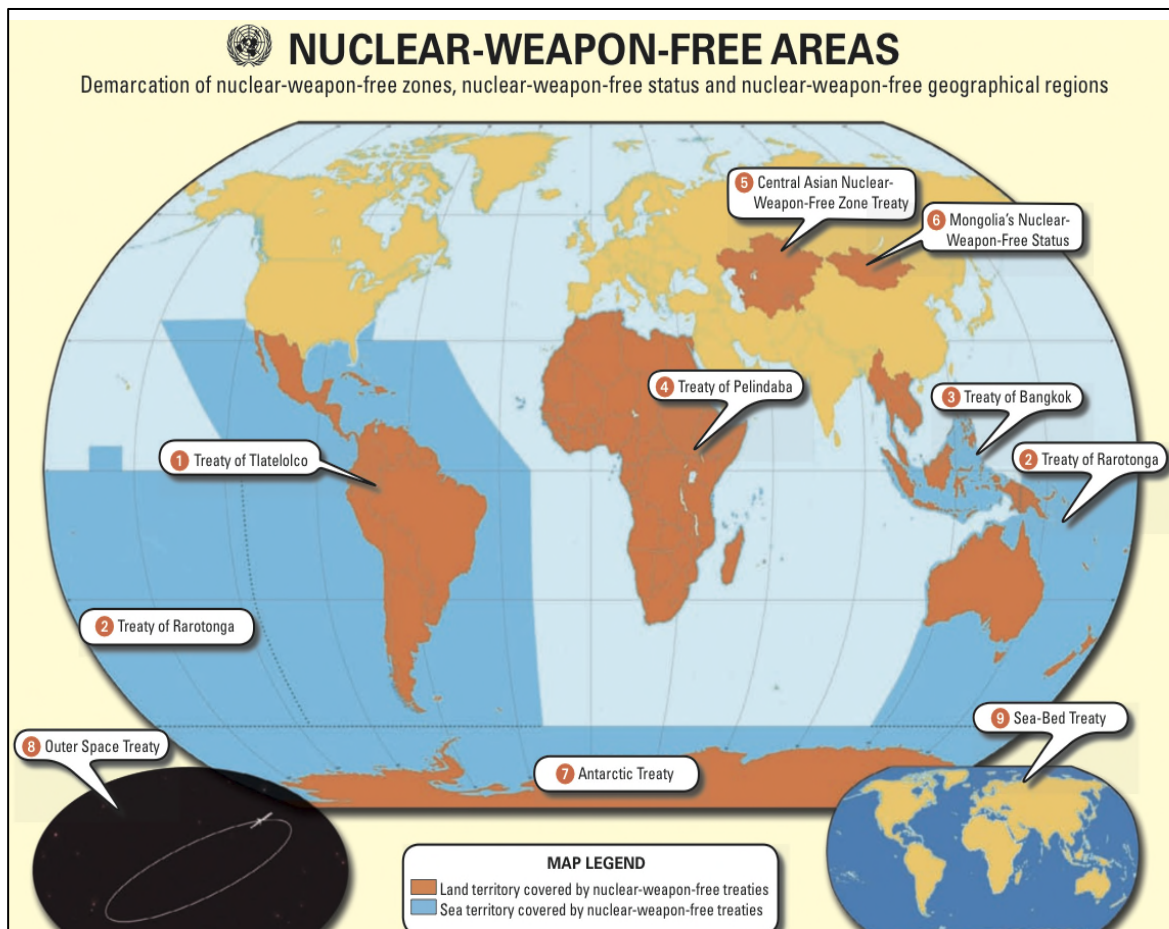 NUCLEAR-WEAPON-FREE AREAS
Demarcation of nuclear-weapon-free zones, nuclear-weapon-free status and nuclear-weapon-free geographical regions
5 Central Asian Nuclear-
Weapon-Free Zone Treaty
6 Mongolia's Nuclear-
Weapon-Free Status
4 Treaty of Pelindaba
3 Treaty of Bangkok
1 Treaty of Tlatelolco
2 Treaty of Rarotonga
2 Treaty of Rarotonga
9 Sea-Bed Treaty
8 Outer Space Treaty
7 Antarctic Treaty
MAP LEGEND
Land territory covered by nuclear-weapon-free treaties
Sea territory covered by nuclear-weapon-free treaties